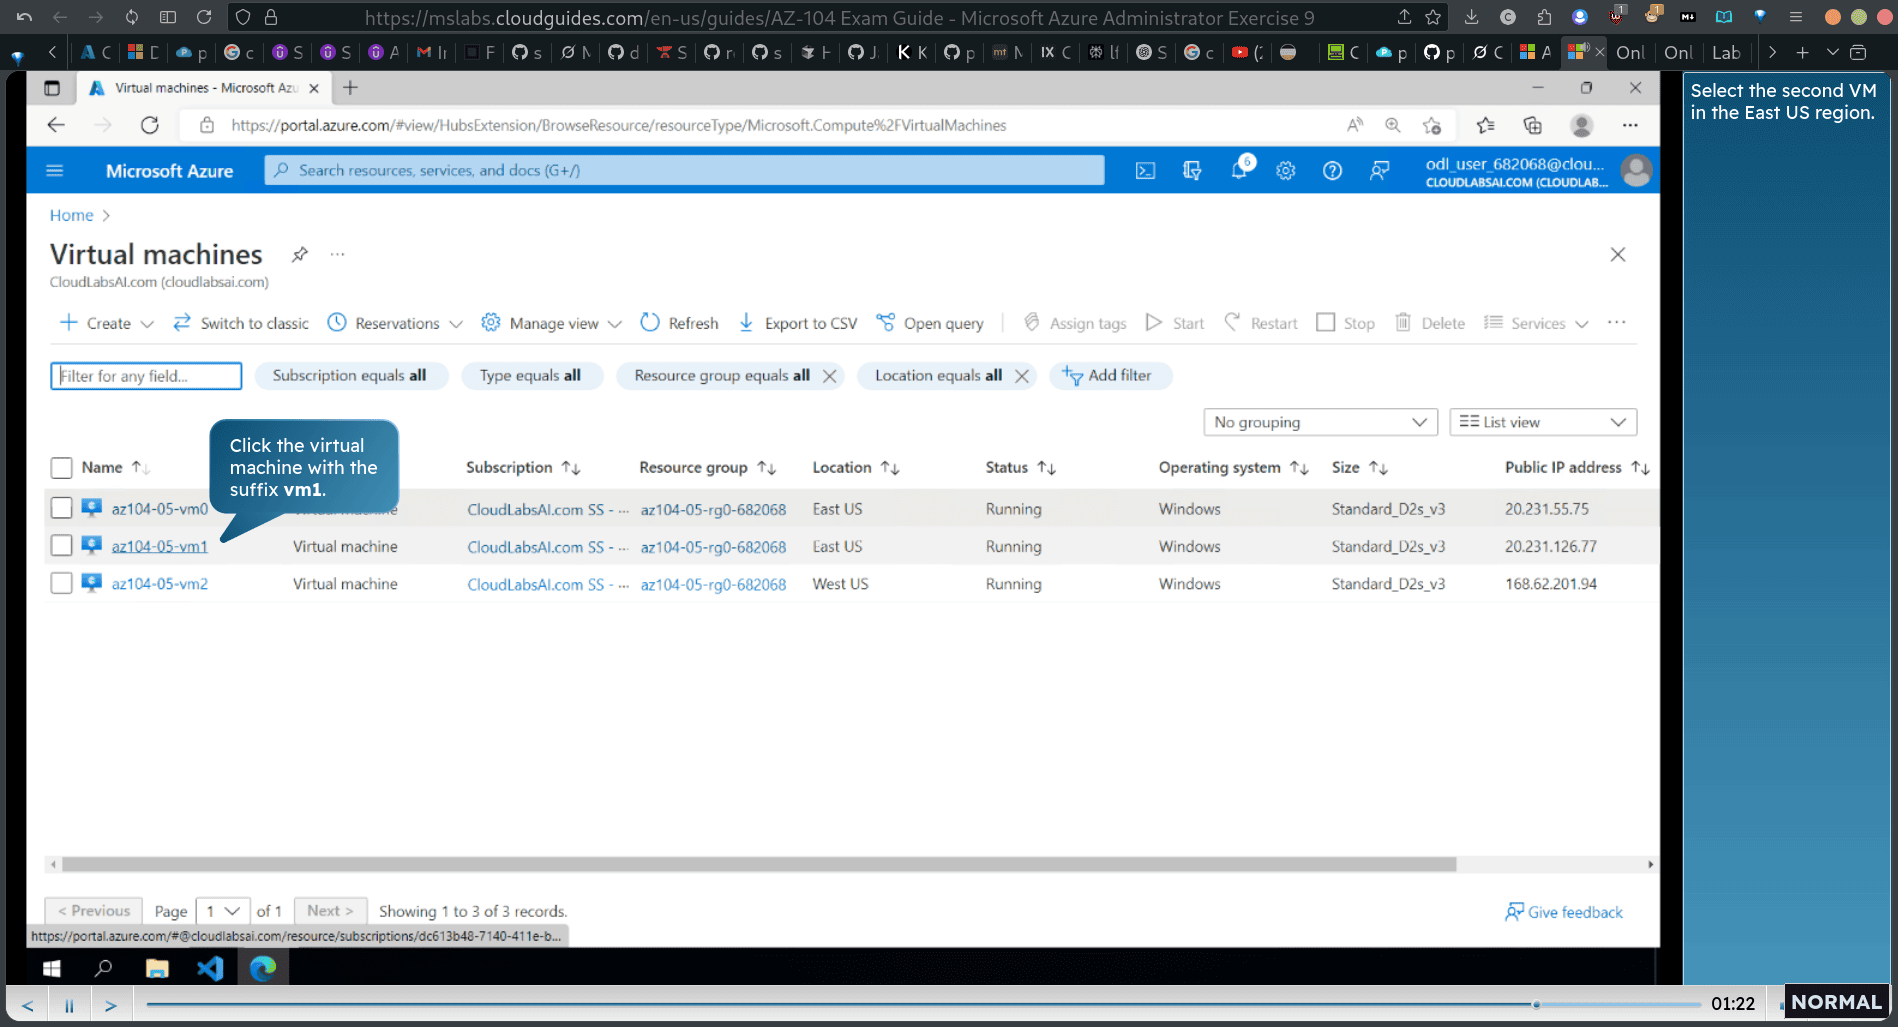 https://mslabs.cloudguides.com/en-us/guides/AZ-104 Exam Guide - Microsoft Azure Administrator Exercise 9
Onl
Onl
Lab
Virtual machines - Microsoft Azu
https://portal.azure.com/#view/HubsExtension/BrowseResource/resourceType/Microsoft.Compute%2FVirtualMachines
Microsoft Azure
Search resources, services, and docs (G+/)
6
odl_user_682068@clou...
CLOUDLABSAI.COM (CLOUDLAB...
Home >
Virtual machines
CloudLabsAI.com (cloudlabsai.com)
Create
Switch to classic
Reservations
Manage view
Refresh
Export to CSV
Open query
Assign tags
Start
Restart
Stop
Delete
Services
Filter for any field...
Subscription equals all
Type equals all
Resource group equals all
Location equals all
Add filter
No grouping
List view
Click the virtual
machine with the
suffix vm1.
Name Subscription Resource group Location Status Operating system Size Public IP address
az104-05-vm0 CloudLabsAI.com SS - ... az104-05-rg0-682068 East US Running Windows Standard_D2s_v3 20.231.55.75
az104-05-vm1 Virtual machine CloudLabsAI.com SS - ... az104-05-rg0-682068 East US Running Windows Standard_D2s_v3 20.231.126.77
az104-05-vm2 Virtual machine CloudLabsAI.com SS - ... az104-05-rg0-682068 West US Running Windows Standard_D2s_v3 168.62.201.94
< Previous Page 1 of 1 Next > Showing 1 to 3 of 3 records.
Give feedback
https://portal.azure.com/#@cloudlabsai.com/resource/subscriptions/dc613b48-7140-411e-b...
Select the second VM
in the East US region.
01:22
NORMAL